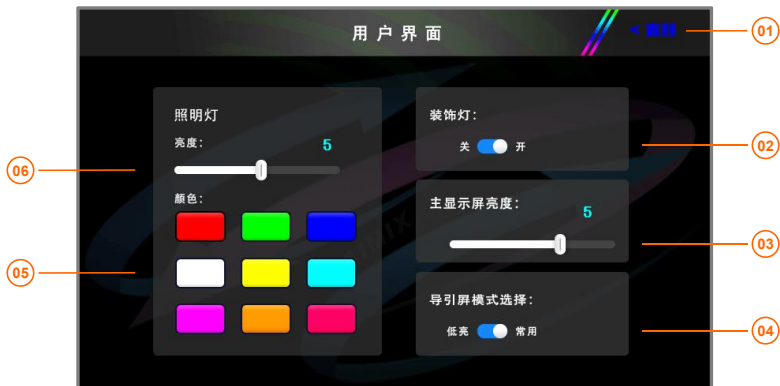 用户界面
01
照明灯
亮度：
5
06
颜色：
05
装饰灯：
关 开
02
主显示屏亮度：
5
03
导引屏模式选择：
低亮 常用
04